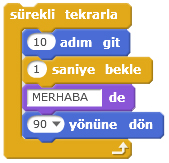 sürekli tekrarla
10 adım git
1 saniye bekle
MERHABA de
90 yönüne dön